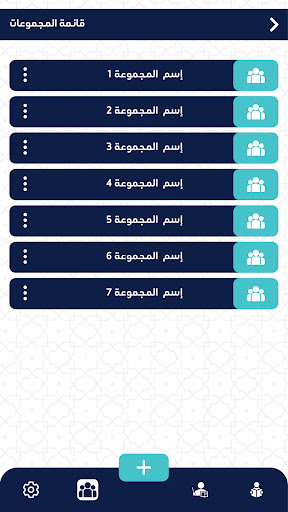 قائمة المجموعات
إسم المجموعة 1
إسم المجموعة 2
إسم المجموعة 3
إسم المجموعة 4
إسم المجموعة 5
إسم المجموعة 6
إسم المجموعة 7